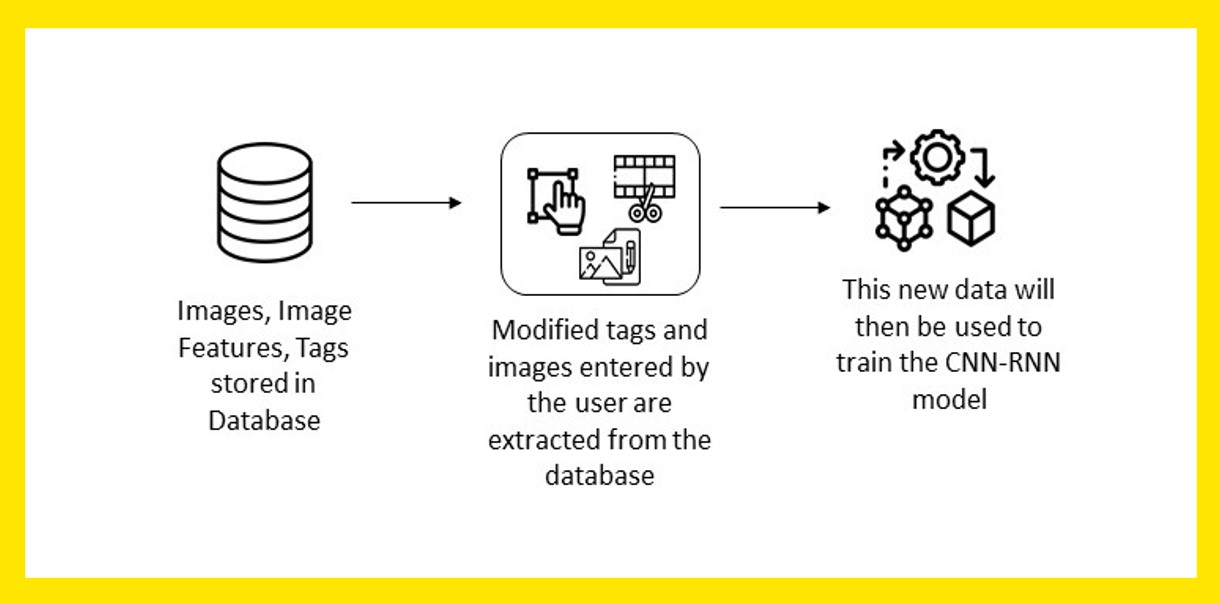 Images, Image
Features, Tags
stored in
Database
Modified tags and
images entered by
the user are
extracted from the
database
This new data will
then be used to
train the CNN-RNN
model